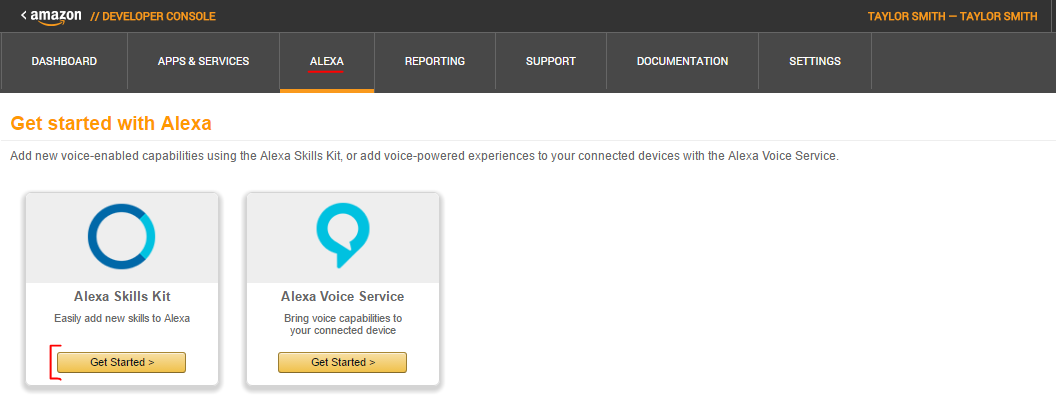 < amazon // DEVELOPER CONSOLE TAYLOR SMITH — TAYLOR SMITH
DASHBOARD APPS & SERVICES ALEXA REPORTING SUPPORT DOCUMENTATION SETTINGS
Get started with Alexa
Add new voice-enabled capabilities using the Alexa Skills Kit, or add voice-powered experiences to your connected devices with the Alexa Voice Service.
Alexa Skills Kit
Easily add new skills to Alexa
Get Started >
Alexa Voice Service
Bring voice capabilities to
your connected device
Get Started >